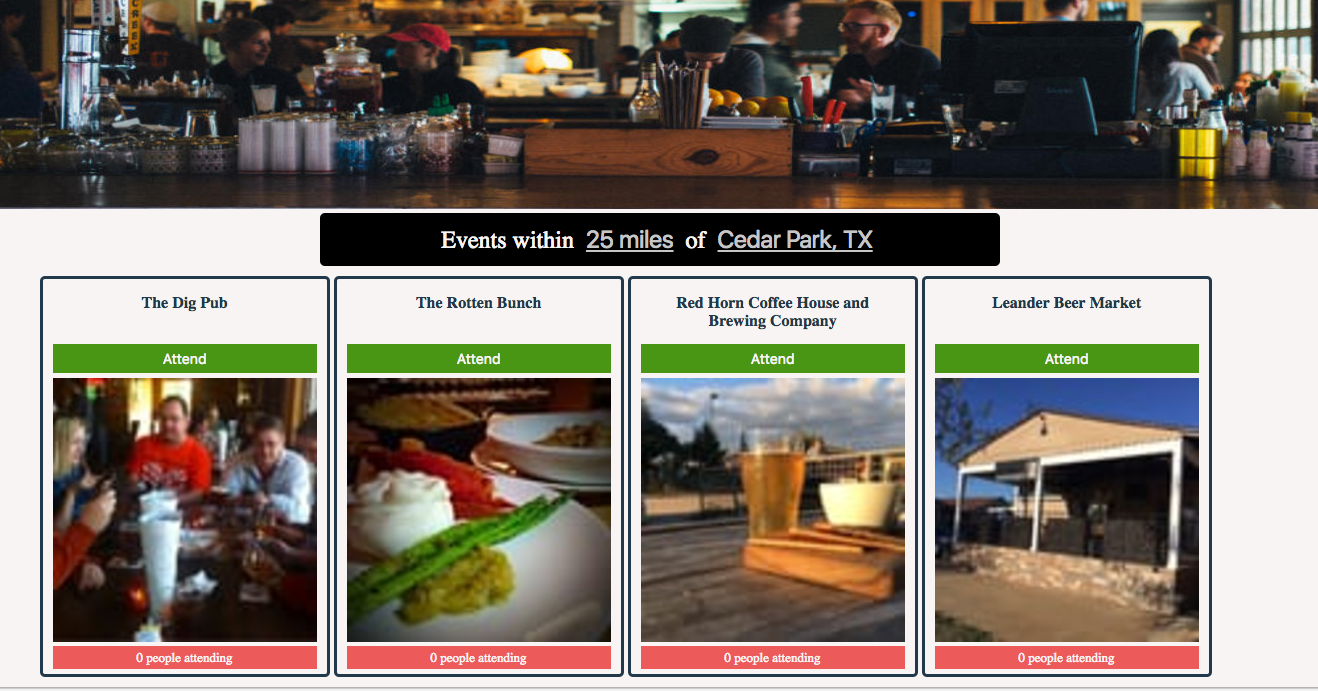 Events within 25 miles of Cedar Park, TX
The Dig Pub
Attend
0 people attending
The Rotten Bunch
Attend
0 people attending
Red Horn Coffee House and
Brewing Company
Attend
0 people attending
Leander Beer Market
Attend
0 people attending